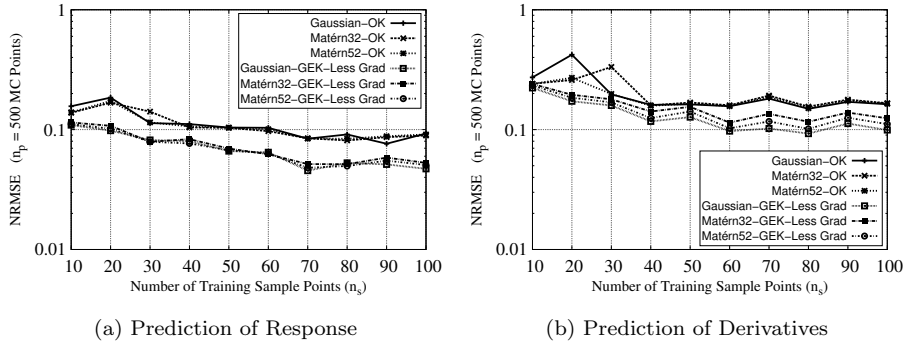 1
0.1
0.01
NRMSE (np = 500 MC Points)
10 20 30 40 50 60 70 80 90 100
Number of Training Sample Points (ns)
Gaussian−OK
Matérn32−OK
Matérn52−OK
Gaussian−GEK−Less Grad
Matérn32−GEK−Less Grad
Matérn52−GEK−Less Grad
(a) Prediction of Response
1
0.1
0.01
NRMSE (np = 500 MC Points)
10 20 30 40 50 60 70 80 90 100
Number of Training Sample Points (ns)
Gaussian−OK
Matérn32−OK
Matérn52−OK
Gaussian−GEK−Less Grad
Matérn32−GEK−Less Grad
Matérn52−GEK−Less Grad
(b) Prediction of Derivatives